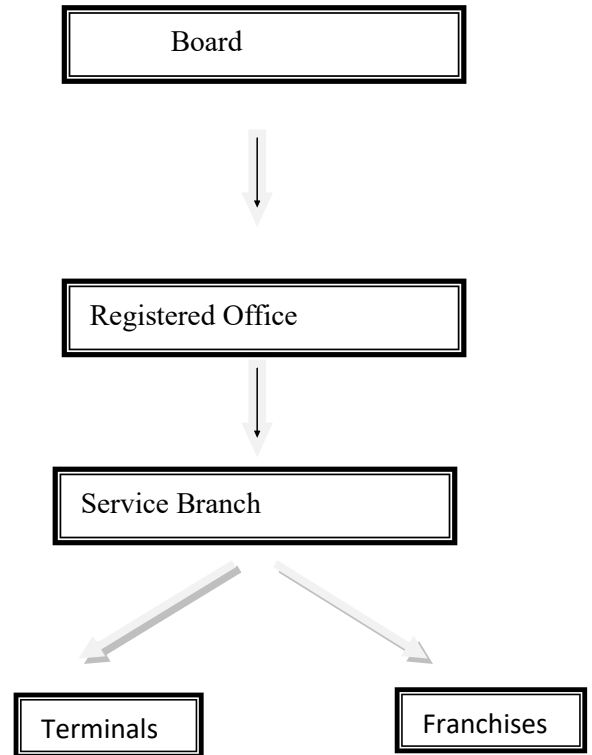 Board
Registered Office
Service Branch
Terminals
Franchises